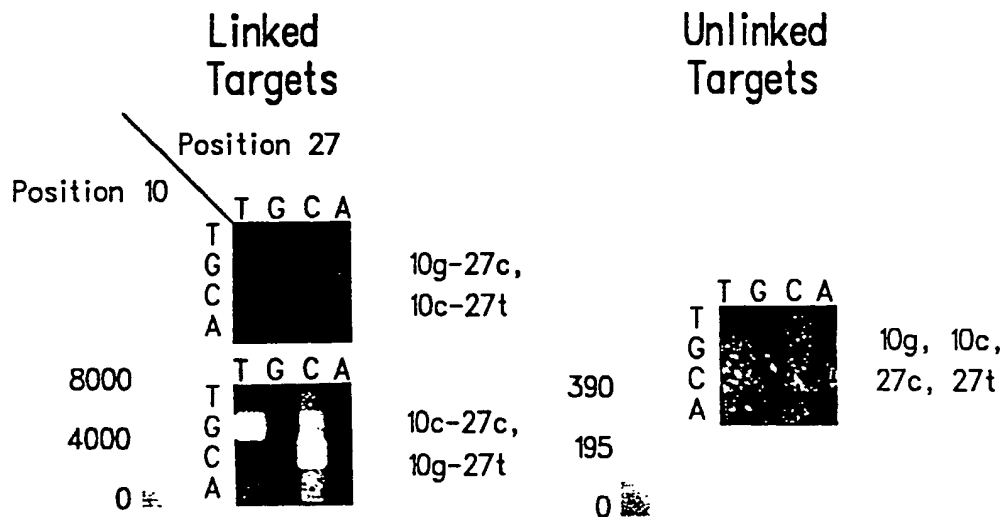 Linked
Targets
Unlinked
Targets
Position 27
Position 10
T G C A
T
G
C
A
10g-27c,
10c-27t
T G C A
T
G
C
A
8000
4000
0
10c-27c,
10g-27t
T G C A
T
G
C
A
10g, 10c,
27c, 27t
390
195
0